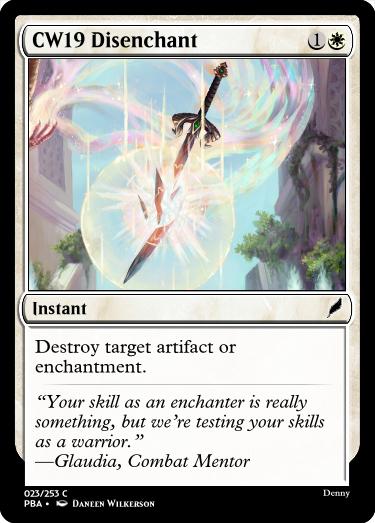 CW19 Disenchant 1
Instant
Destroy target artifact or
enchantment.
“Your skill as an enchanter is really
something, but we’re testing your skills
as a warrior.”
—Glaudia, Combat Mentor
023/253 C Denny
PBA • Daneen Wilkerson